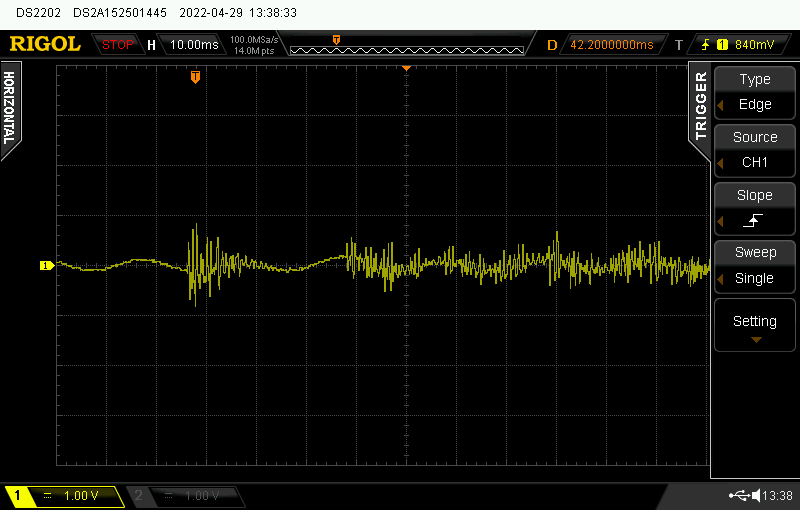 DS2202 DS2A152501445 2022-04-29 13:38:33
RIGOL STOP H 10.00ms 100.0MSa/s 14.0M pts T D 42.2000000ms T 1 840mV
HORIZONTAL
T
TRIGGER
Type
Edge
Source
CH1
Slope
Sweep
Single
Setting
1
1 1.00 V 2 1.00 V 13:38